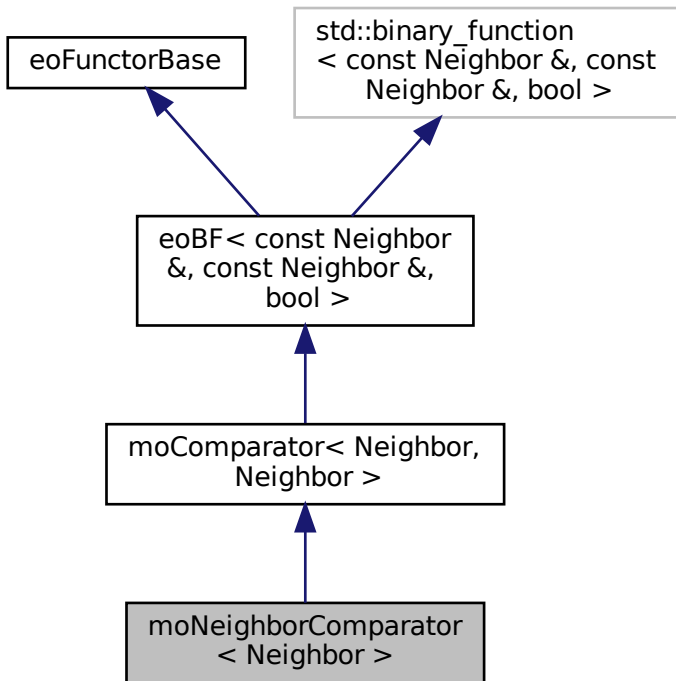 eoFunctorBase
std::binary_function
< const Neighbor &, const
Neighbor &, bool >
eoBF< const Neighbor
&, const Neighbor &,
bool >
moComparator< Neighbor,
Neighbor >
moNeighborComparator
< Neighbor >